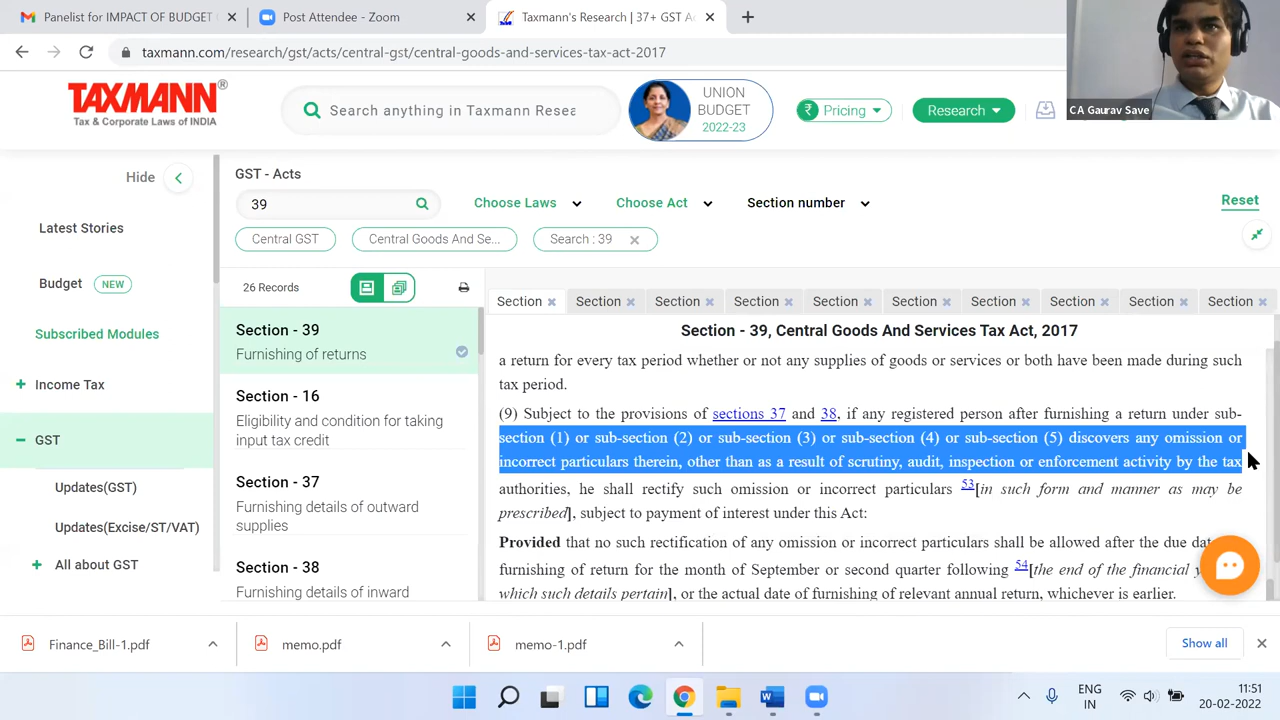 Panelist for IMPACT OF BUDGET
Post Attendee - Zoom
Taxmann's Research | 37+ GST Ac
taxmann.com/research/gst/acts/central-gst/central-goods-and-services-tax-act-2017
TAXMANN®
Tax & Corporate Laws of INDIA
Search anything in Taxmann Resea
UNION
BUDGET
2022-23
Pricing
Research
CA Gaurav Save
Hide
Latest Stories
Budget NEW
Subscribed Modules
Income Tax
GST
Updates(GST)
Updates(Excise/ST/VAT)
All about GST
GST - Acts
39
Choose Laws
Choose Act
Section number
Reset
Central GST
Central Goods And Se...
Search : 39
26 Records
Section - 39
Furnishing of returns
Section - 16
Eligibility and condition for taking
input tax credit
Section - 37
Furnishing details of outward
supplies
Section - 38
Furnishing details of inward
Section Section Section Section Section Section Section Section Section Section
Section - 39, Central Goods And Services Tax Act, 2017
a return for every tax period whether or not any supplies of goods or services or both have been made during such
tax period.
(9) Subject to the provisions of sections 37 and 38, if any registered person after furnishing a return under sub-
section (1) or sub-section (2) or sub-section (3) or sub-section (4) or sub-section (5) discovers any omission or
incorrect particulars therein, other than as a result of scrutiny, audit, inspection or enforcement activity by the tax
authorities, he shall rectify such omission or incorrect particulars 53[in such form and manner as may be
prescribed], subject to payment of interest under this Act:
Provided that no such rectification of any omission or incorrect particulars shall be allowed after the due dat
furnishing of return for the month of September or second quarter following 54[the end of the financial y
which such details pertain], or the actual date of furnishing of relevant annual return, whichever is earlier.
Finance_Bill-1.pdf
memo.pdf
memo-1.pdf
Show all
ENG
IN
11:51
20-02-2022